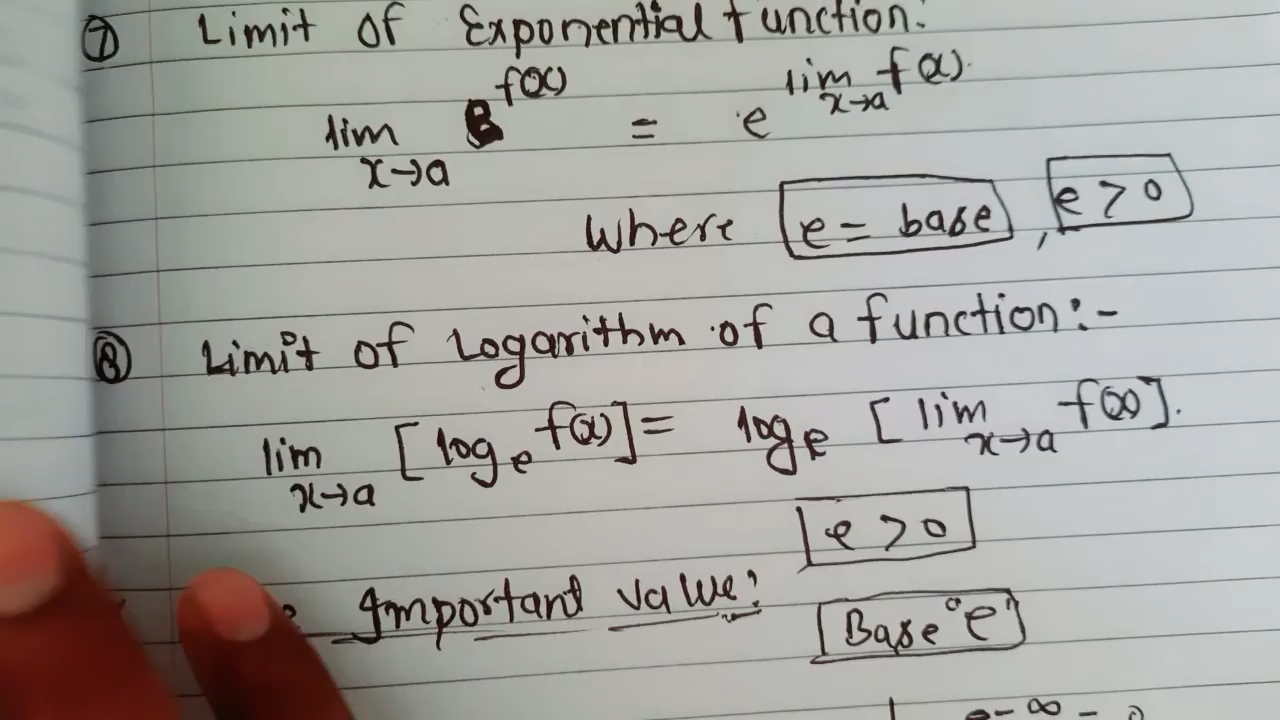 ⑦ Limit of Exponential function:
lim x→a e^f(x) = e^lim x→a f(x).
where e = base , e > 0
⑧ Limit of Logarithm of a function:-
lim x→a [log_e f(x)] = log_e [lim x→a f(x)].
e > 0
Important value:
Base "e"
e^-∞ =